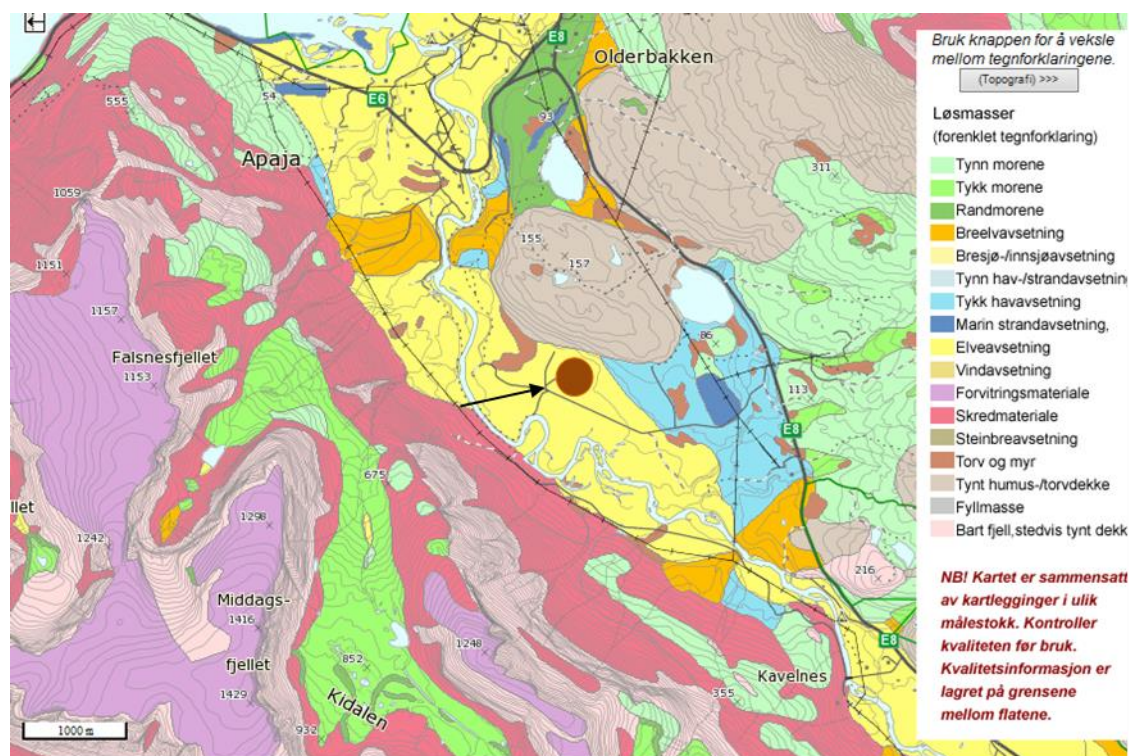 E8
Olderbakken
54
E6
93
555
Apaja
311
1059
155
157
1151
1157
86
Falsnesfjellet
1153
113
E8
675
llet
1298
1242
216
Middags-
1416
1248
fjellet
852
E8
Kavelnes
1429
355
Kidalen
932
1000 m
Bruk knappen for å veksle
mellom tegnforklaringene.
(Topografi) >>>
Løsmasser
(forenklet tegnforklaring)
Tynn morene
Tykk morene
Randmorene
Breelvavsetning
Bresjø-/innsjøavsetning
Tynn hav-/strandavsetning
Tykk havavsetning
Marin strandavsetning,
Elveavsetning
Vindavsetning
Forvitringsmateriale
Skredmateriale
Steinbreavsetning
Torv og myr
Tynt humus-/torvdekke
Fyllmasse
Bart fjell,stedvis tynt dekk
NB! Kartet er sammensatt
av kartlegginger i ulik
målestokk. Kontroller
kvaliteten før bruk.
Kvalitetsinformasjon er
lagret på grensene
mellom flatene.